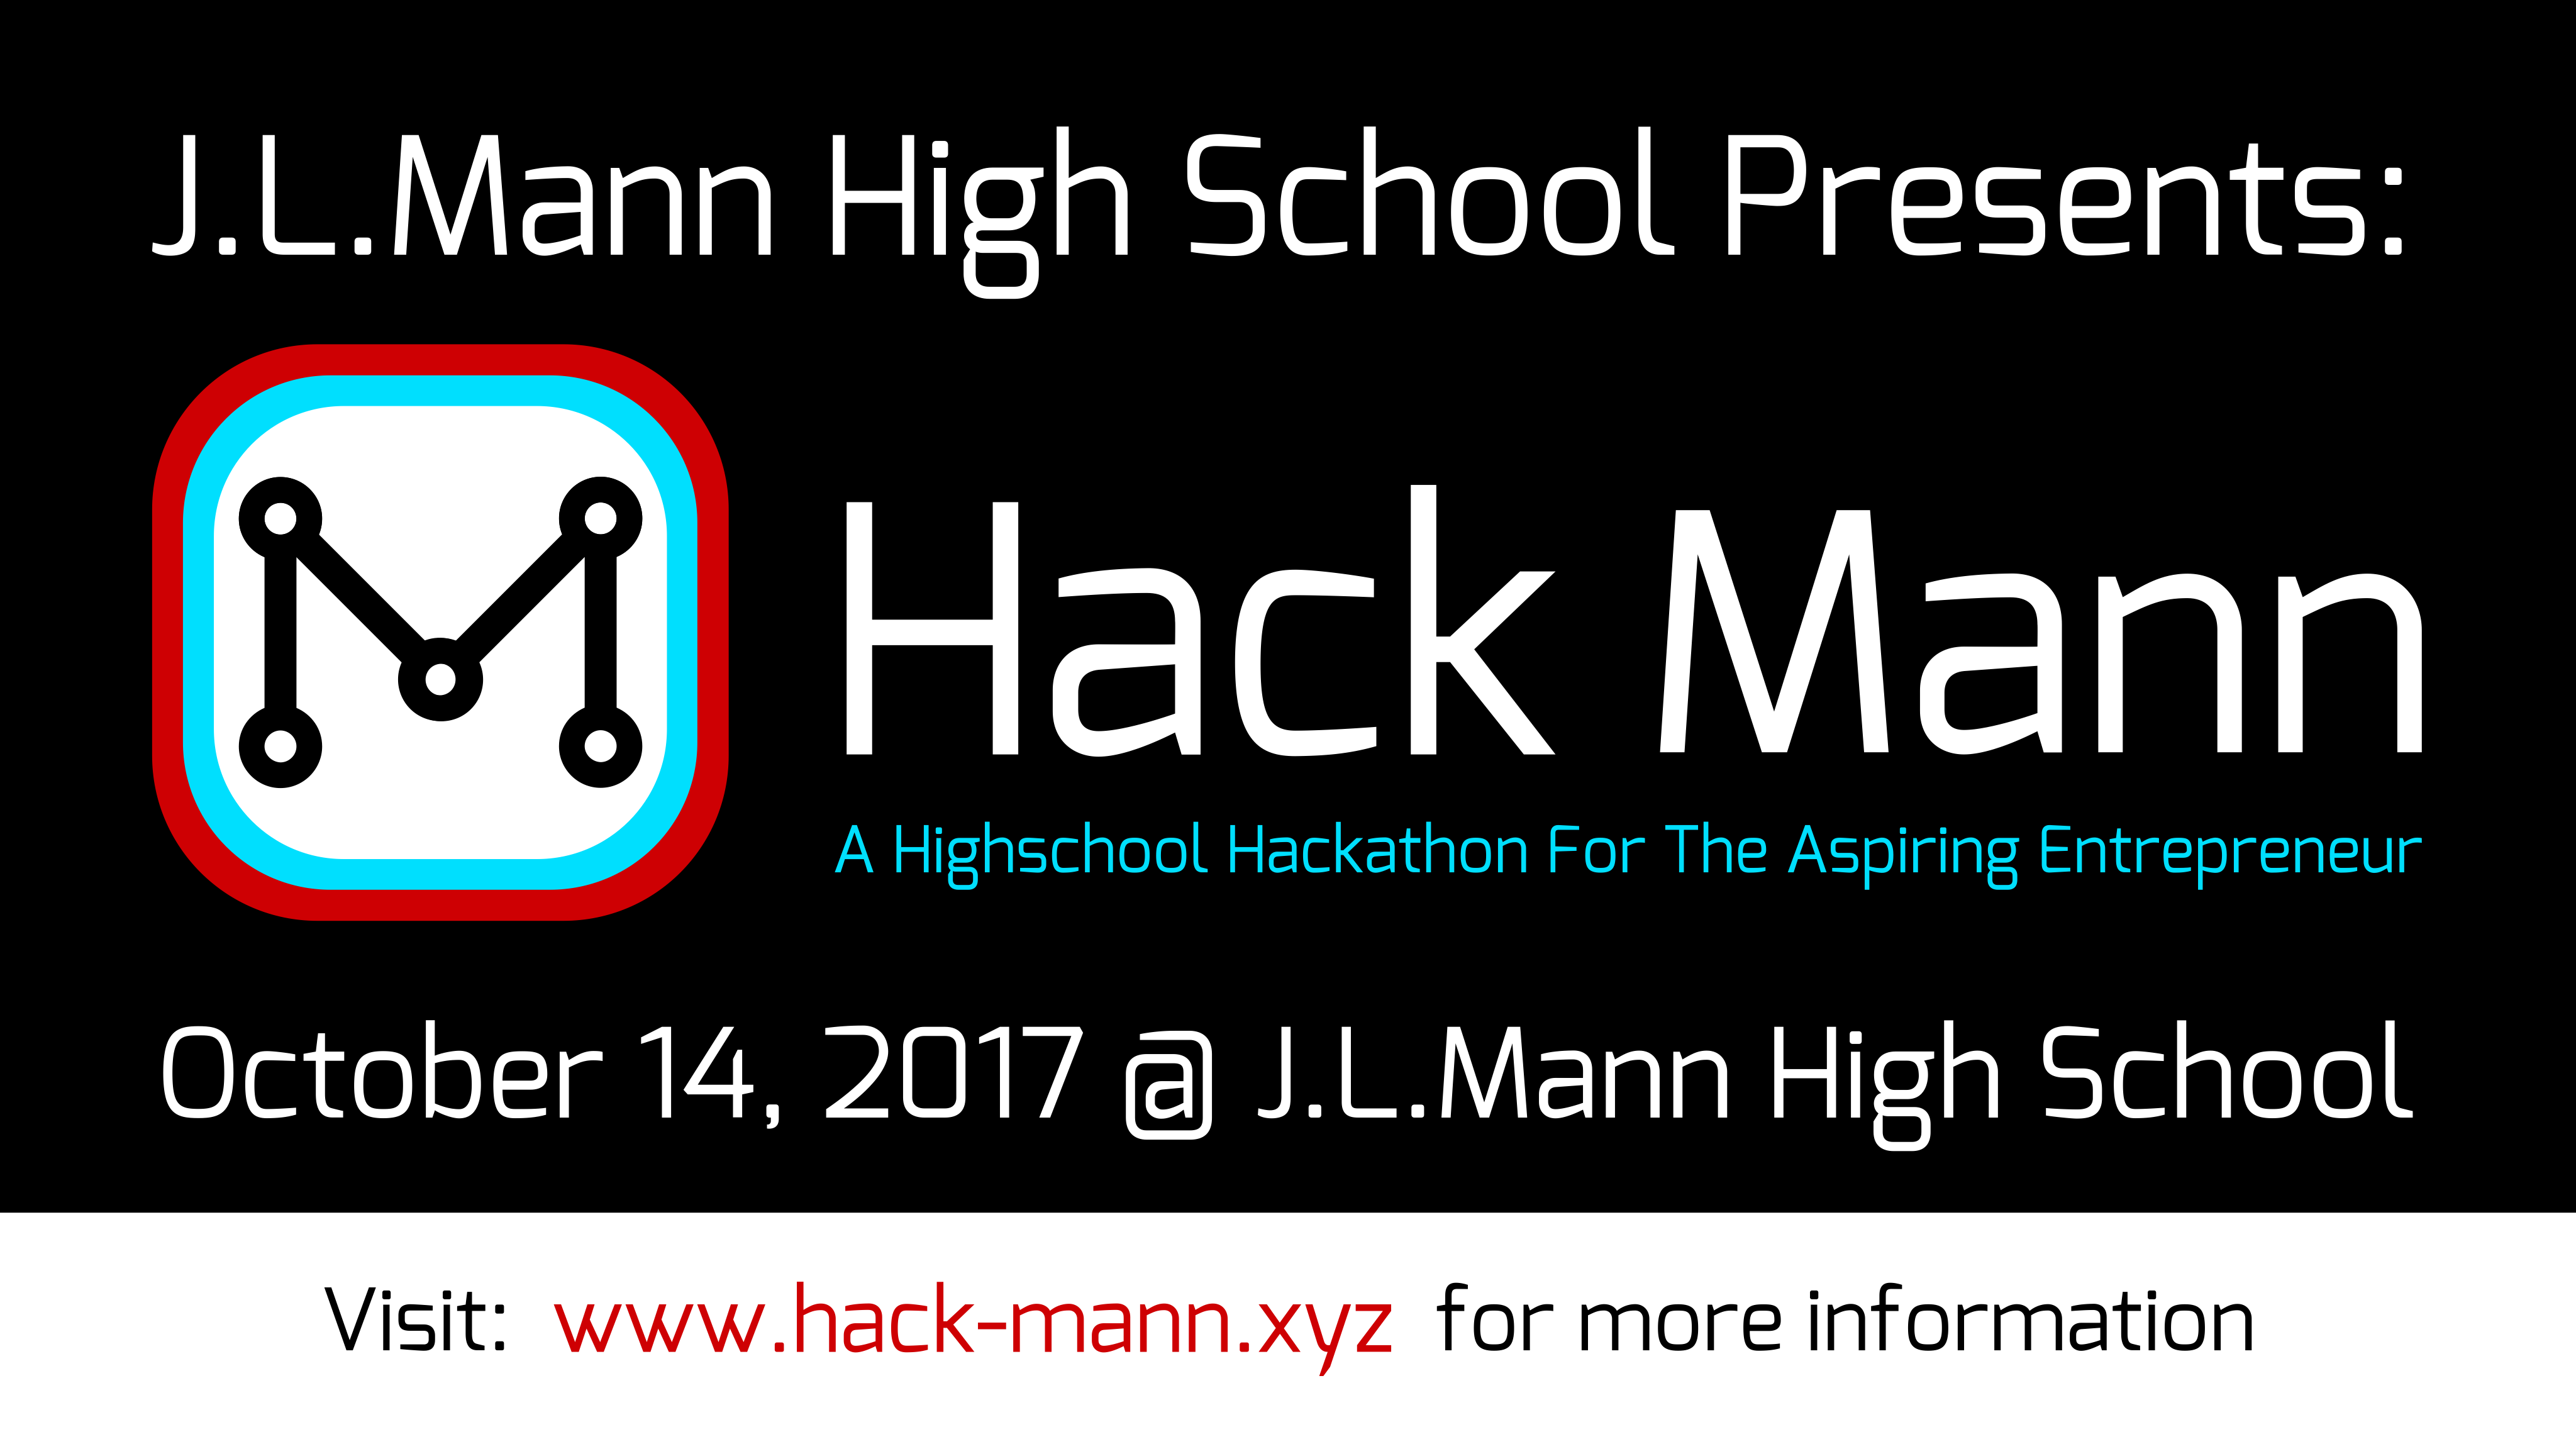 J.L.Mann High School Presents:
Hack Mann
A Highschool Hackathon For The Aspiring Entrepreneur
October 14, 2017 @ J.L.Mann High School
Visit: www.hack-mann.xyz for more information